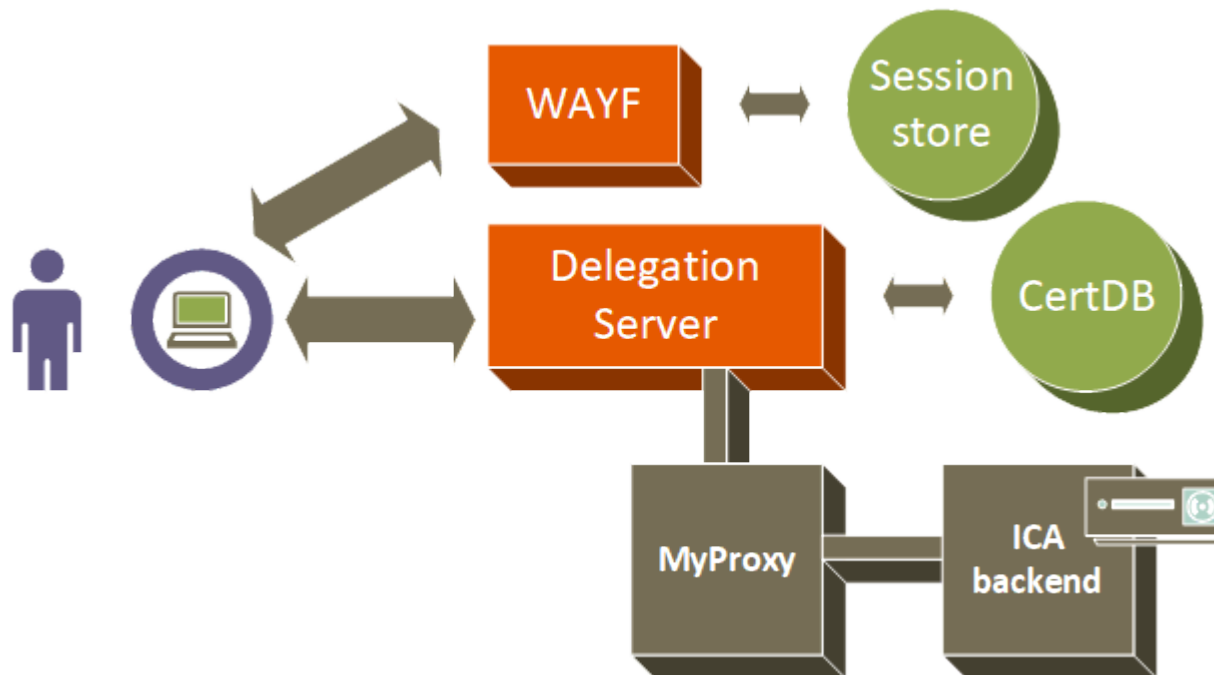 WAYF
Session
store
Delegation
Server
CertDB
MyProxy
ICA
backend